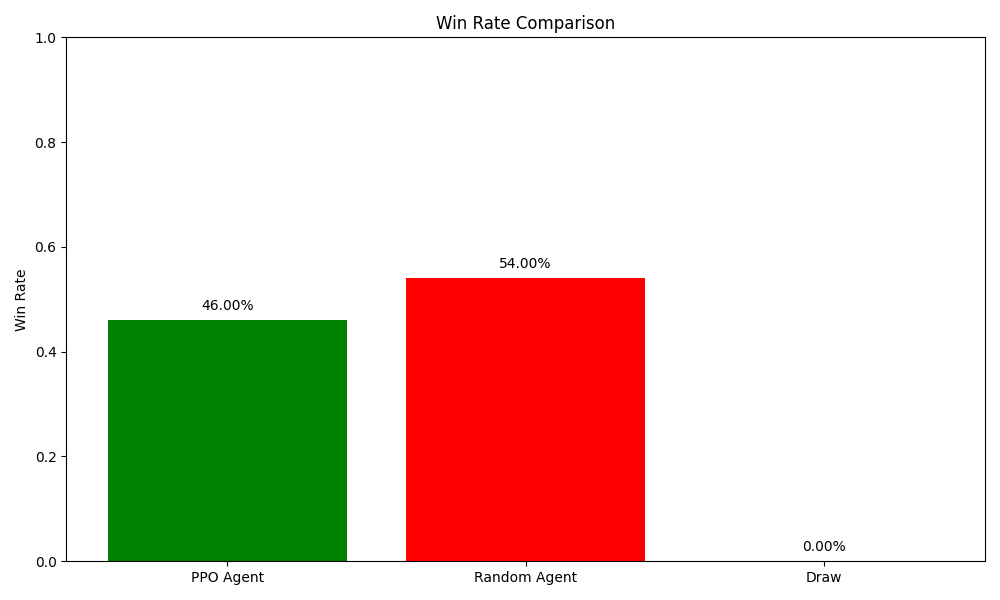 Win Rate Comparison
Win Rate
1.0
0.8
0.6
0.4
0.2
0.0
46.00%
54.00%
0.00%
PPO Agent
Random Agent
Draw